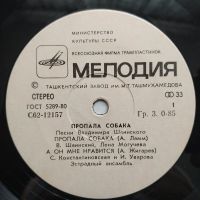 МИНИСТЕРСТВО
КУЛЬТУРЫ СССР
ВСЕСОЮЗНАЯ ФИРМА ГРАМПЛАСТИНОК
МЕЛОДИЯ
ТАШКЕНТСКИЙ ЗАВОД ИМ. М.Т. ТАШМУХАМЕДОВА
33
ГОСТ 5289-80
1
С62-12157
Гр. 3. 0-85
ПРОПАЛА СОБАКА
Песни Владимира Шаинского
ПРОПАЛА СОБАКА (А. Ламм)
В. Шаинский, Лена Могучева
А ОН МНЕ НРАВИТСЯ (А. Жигарев)
С. Константиновская и И. Уварова
Эстрадный ансамбль